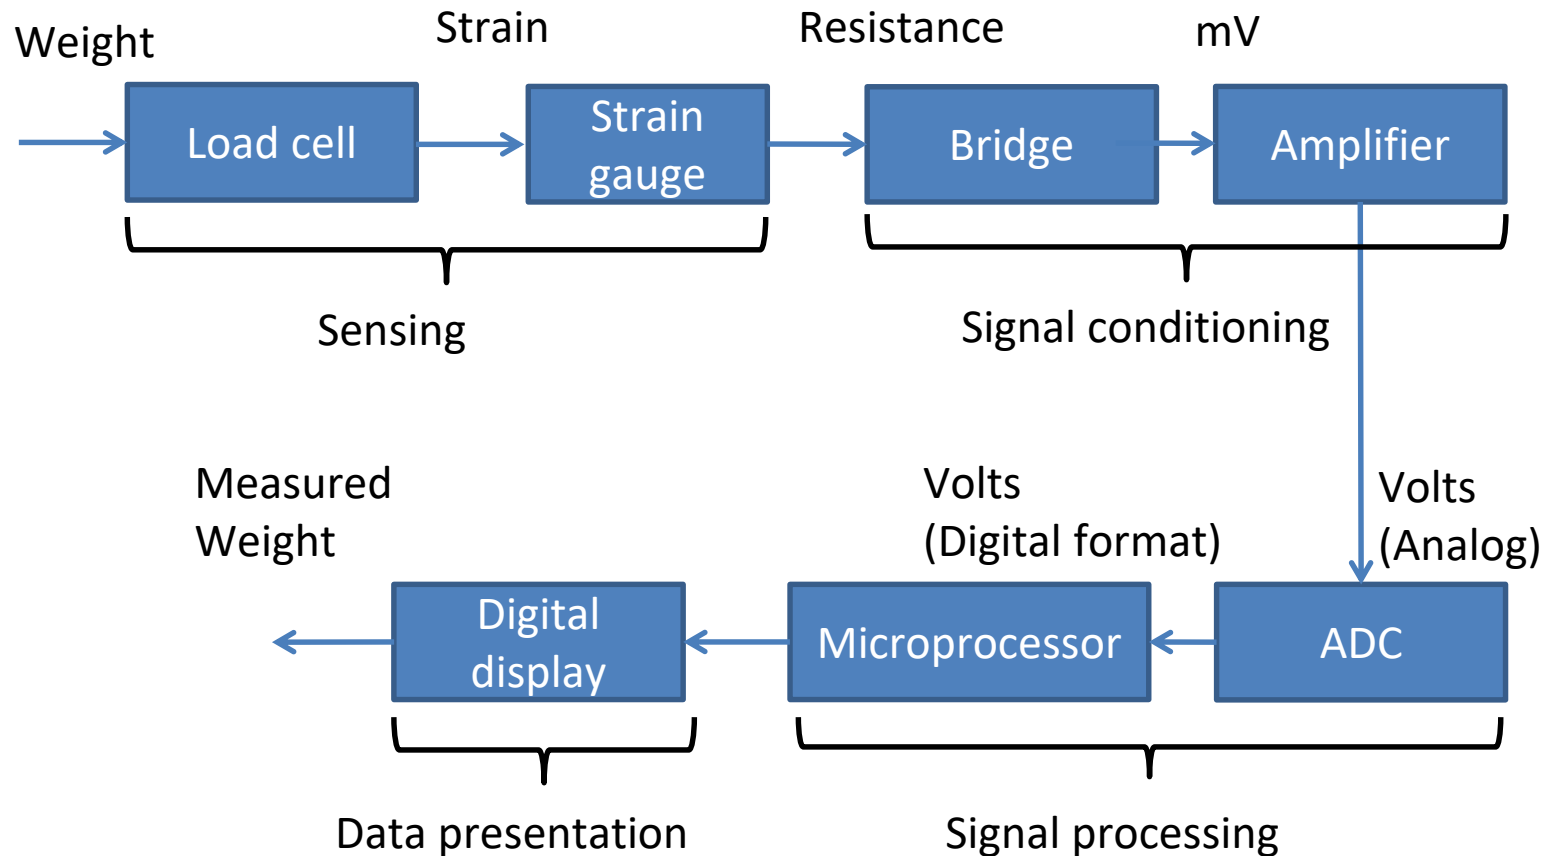 Weight
Strain
Resistance
mV
Load cell
Strain
gauge
Bridge
Amplifier
Sensing
Signal conditioning
Measured
Weight
Volts
(Digital format)
Volts
(Analog)
Digital
display
Microprocessor
ADC
Data presentation
Signal processing